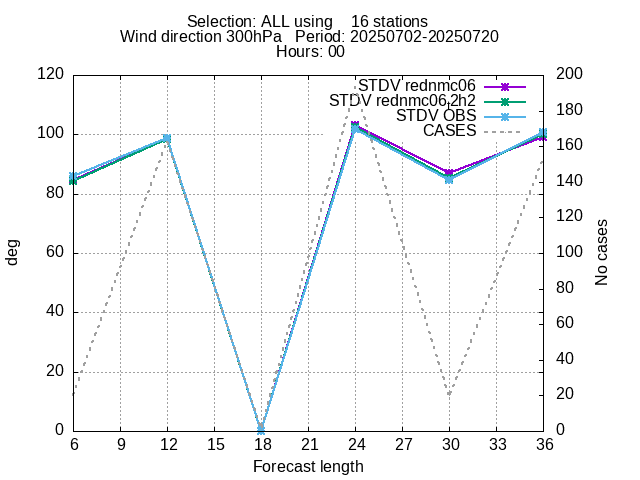 Selection: ALL using    16 stations
Wind direction 300hPa   Period: 20250702-20250720
Hours: 00
STDV rednmc06
STDV rednmc06,2h2
STDV OBS
CASES
120
100
80
60
40
20
0
deg
200
180
160
140
120
100
80
60
40
20
0
No cases
6 9 12 15 18 21 24 27 30 33 36
Forecast length